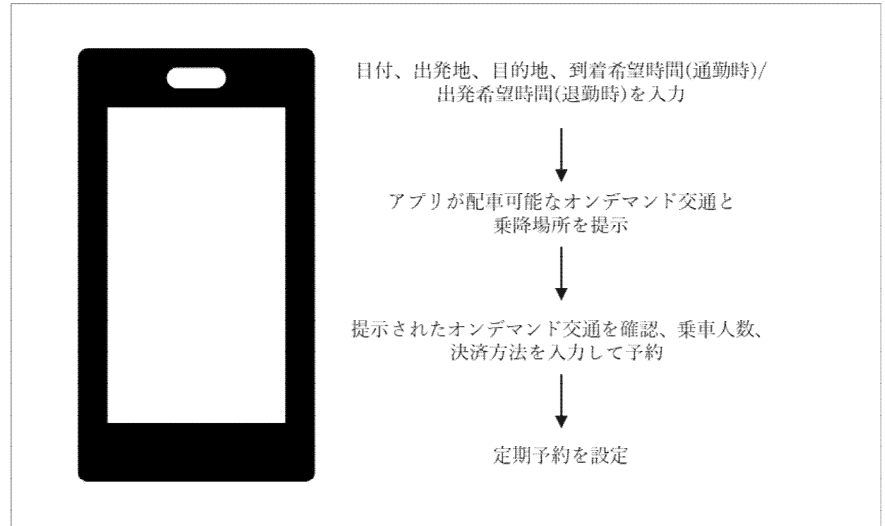 日付、出発地、目的地、到着希望時間(通勤時)/
出発希望時間(退勤時)を入力
アプリが配車可能なオンデマンド交通と
乗降場所を提示
提示されたオンデマンド交通を確認、乗車人数、
決済方法を入力して予約
定期予約を設定